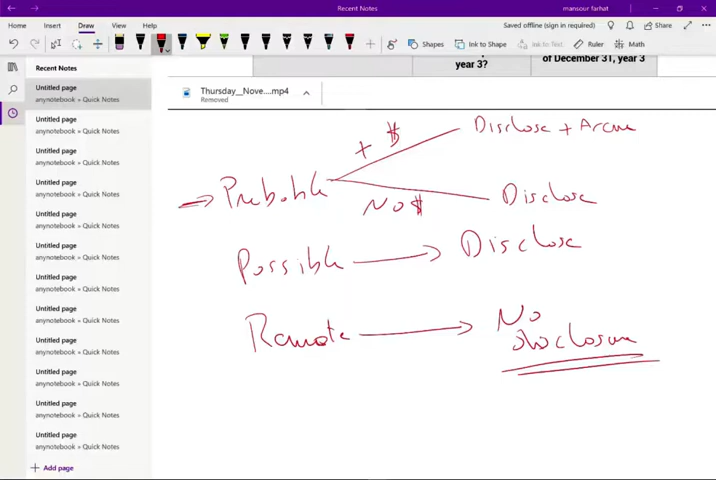 Recent Notes
mansour farhat
Home Insert Draw View Help
Saved offline (sign in required)
Share
Shapes
Ink to Shape
Ink to Text
Ruler
Math
Recent Notes
Untitled page
anynotebook » Quick Notes
Untitled page
anynotebook » Quick Notes
Untitled page
anynotebook » Quick Notes
Untitled page
anynotebook » Quick Notes
Untitled page
anynotebook » Quick Notes
Untitled page
anynotebook » Quick Notes
Untitled page
anynotebook » Quick Notes
Untitled page
anynotebook » Quick Notes
Untitled page
anynotebook » Quick Notes
Untitled page
anynotebook » Quick Notes
Untitled page
anynotebook » Quick Notes
Untitled page
anynotebook » Quick Notes
+ Add page
year 3?
of December 31, year 3
Thursday__Nove....mp4
Removed
+ $
Disclose + Accrue
Probable
No $
Disclose
Possible
Disclose
Remote
No
disclosure